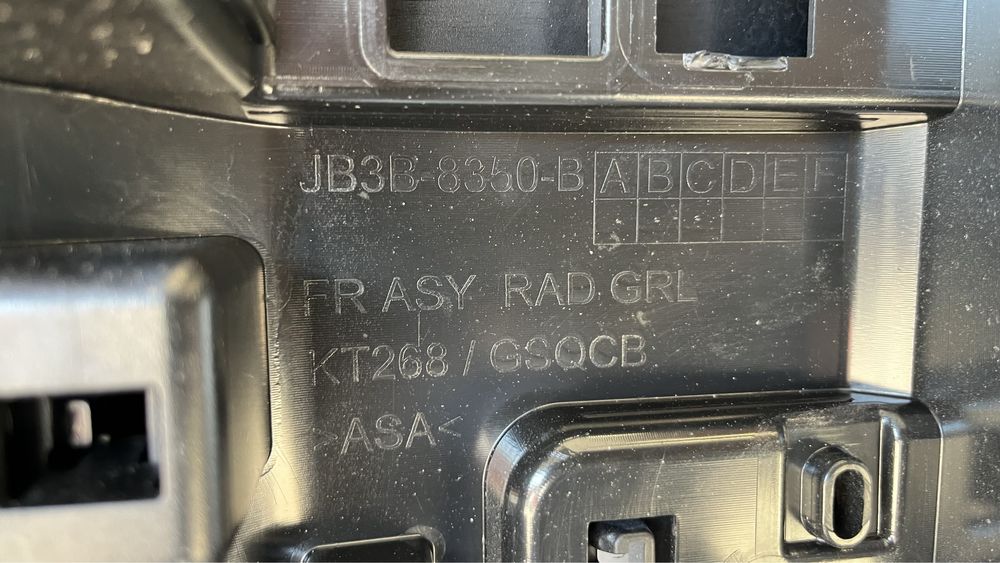 JB3B-8350-B A B C D E F
FR ASY RAD GRL
KT268 / GSQCB
>ASA<